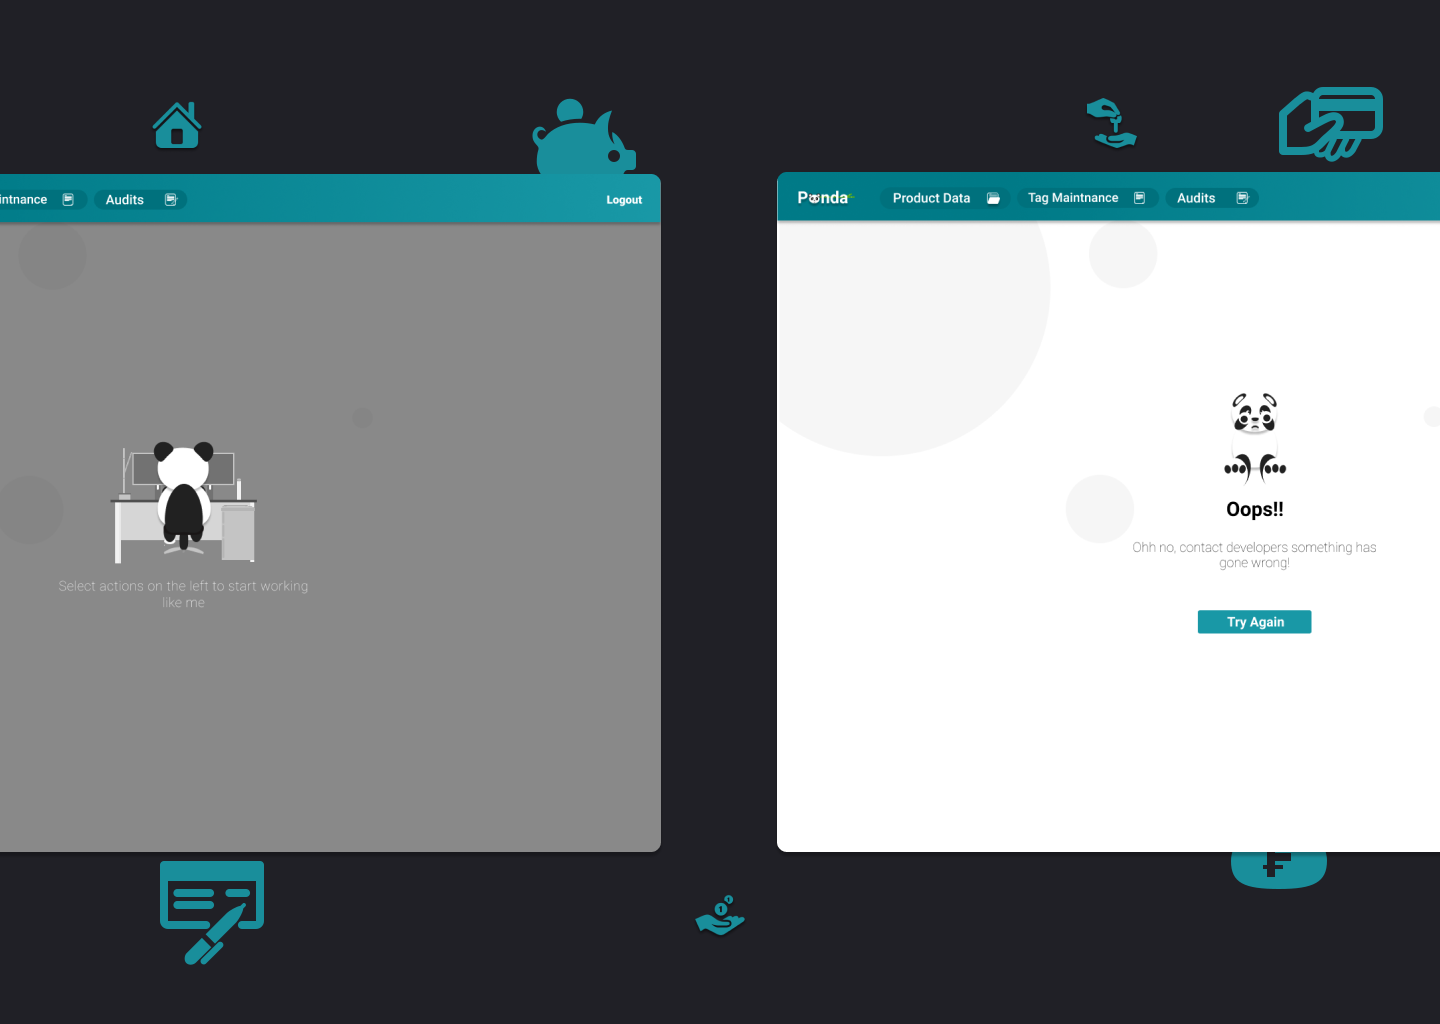 intnance
Audits
Logout
Select actions on the left to start working
like me
Panda
Product Data
Tag Maintnance
Audits
Oops!!
Ohh no, contact developers something has
gone wrong!
Try Again